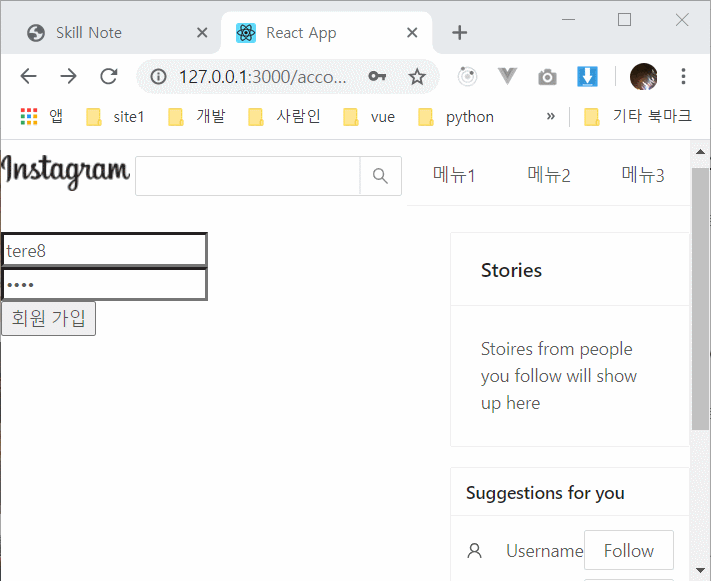 Skill Note
React App
127.0.0.1:3000/acco...
앱
site1
개발
사람인
vue
python
»
기타 북마크
Instagram
메뉴1
메뉴2
메뉴3
tere8
••••
회원 가입
Stories
Stoires from people
you follow will show
up here
Suggestions for you
Username
Follow